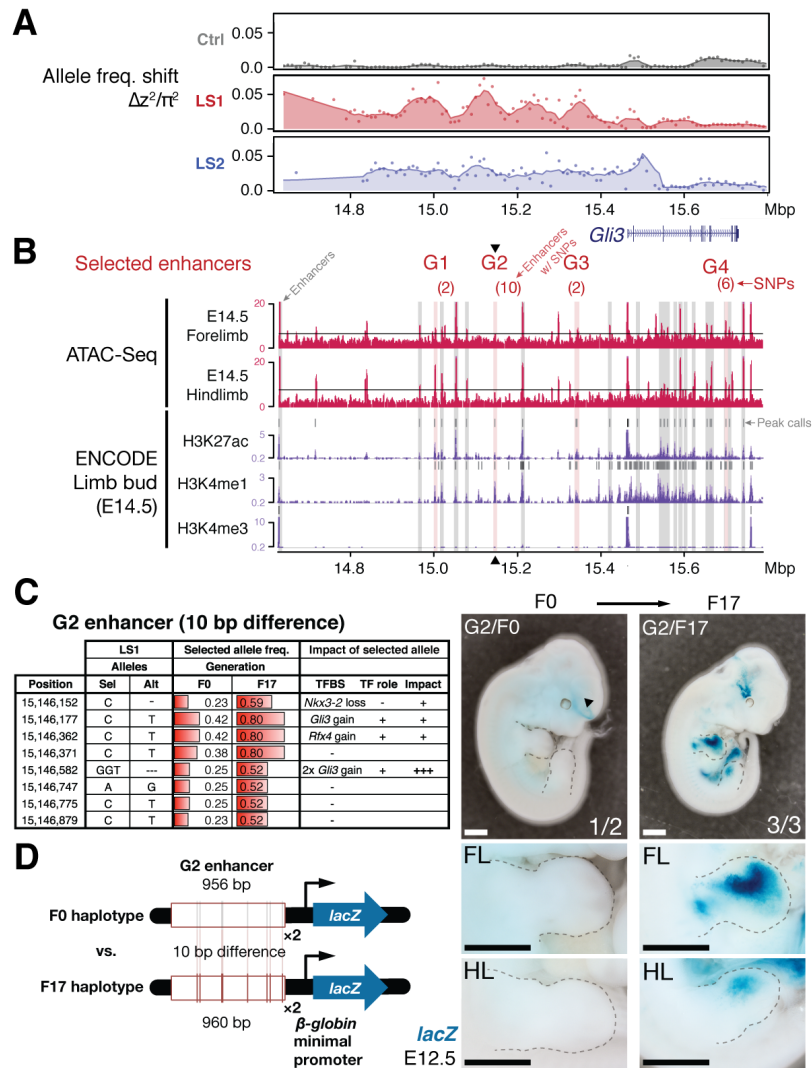 A
Allele freq. shift
Δz²/π²
Ctrl
0.05
0.0
LS1
0.05
0.0
LS2
0.05
0.0
14.8 15.0 15.2 15.4 15.6 Mbp
Gli3
B
Selected enhancers
Enhancers
G1
(2)
G2
(10)
Enhancers
w/ SNPs
G3
(2)
G4
(6)
SNPs
ATAC-Seq
E14.5
Forelimb
20
0
E14.5
Hindlimb
20
0
Peak calls
ENCODE
Limb bud
(E14.5)
H3K27ac
5
0.2
H3K4me1
3
0.2
H3K4me3
10
0.2
14.8 15.0 15.2 15.4 15.6 Mbp
C
G2 enhancer (10 bp difference)
LS1 Selected allele freq. Impact of selected allele
Alleles Generation
Position Sel Alt F0 F17 TFBS TF role Impact
15,146,152 C - 0.23 0.59 Nkx3-2 loss - +
15,146,177 C T 0.42 0.80 Gli3 gain + +
15,146,362 C T 0.42 0.80 Rfx4 gain + +
15,146,371 C T 0.38 0.80 -
15,146,582 GGT --- 0.25 0.52 2x Gli3 gain + +++
15,146,747 A G 0.25 0.52 -
15,146,775 C T 0.25 0.52 -
15,146,879 C T 0.23 0.52 -
F0 F17
G2/F0
1/2
G2/F17
3/3
FL
FL
HL
HL
D
G2 enhancer
956 bp
F0 haplotype
lacZ
×2
vs.
10 bp difference
F17 haplotype
lacZ
×2
960 bp
β-globin
minimal
promoter
lacZ
E12.5